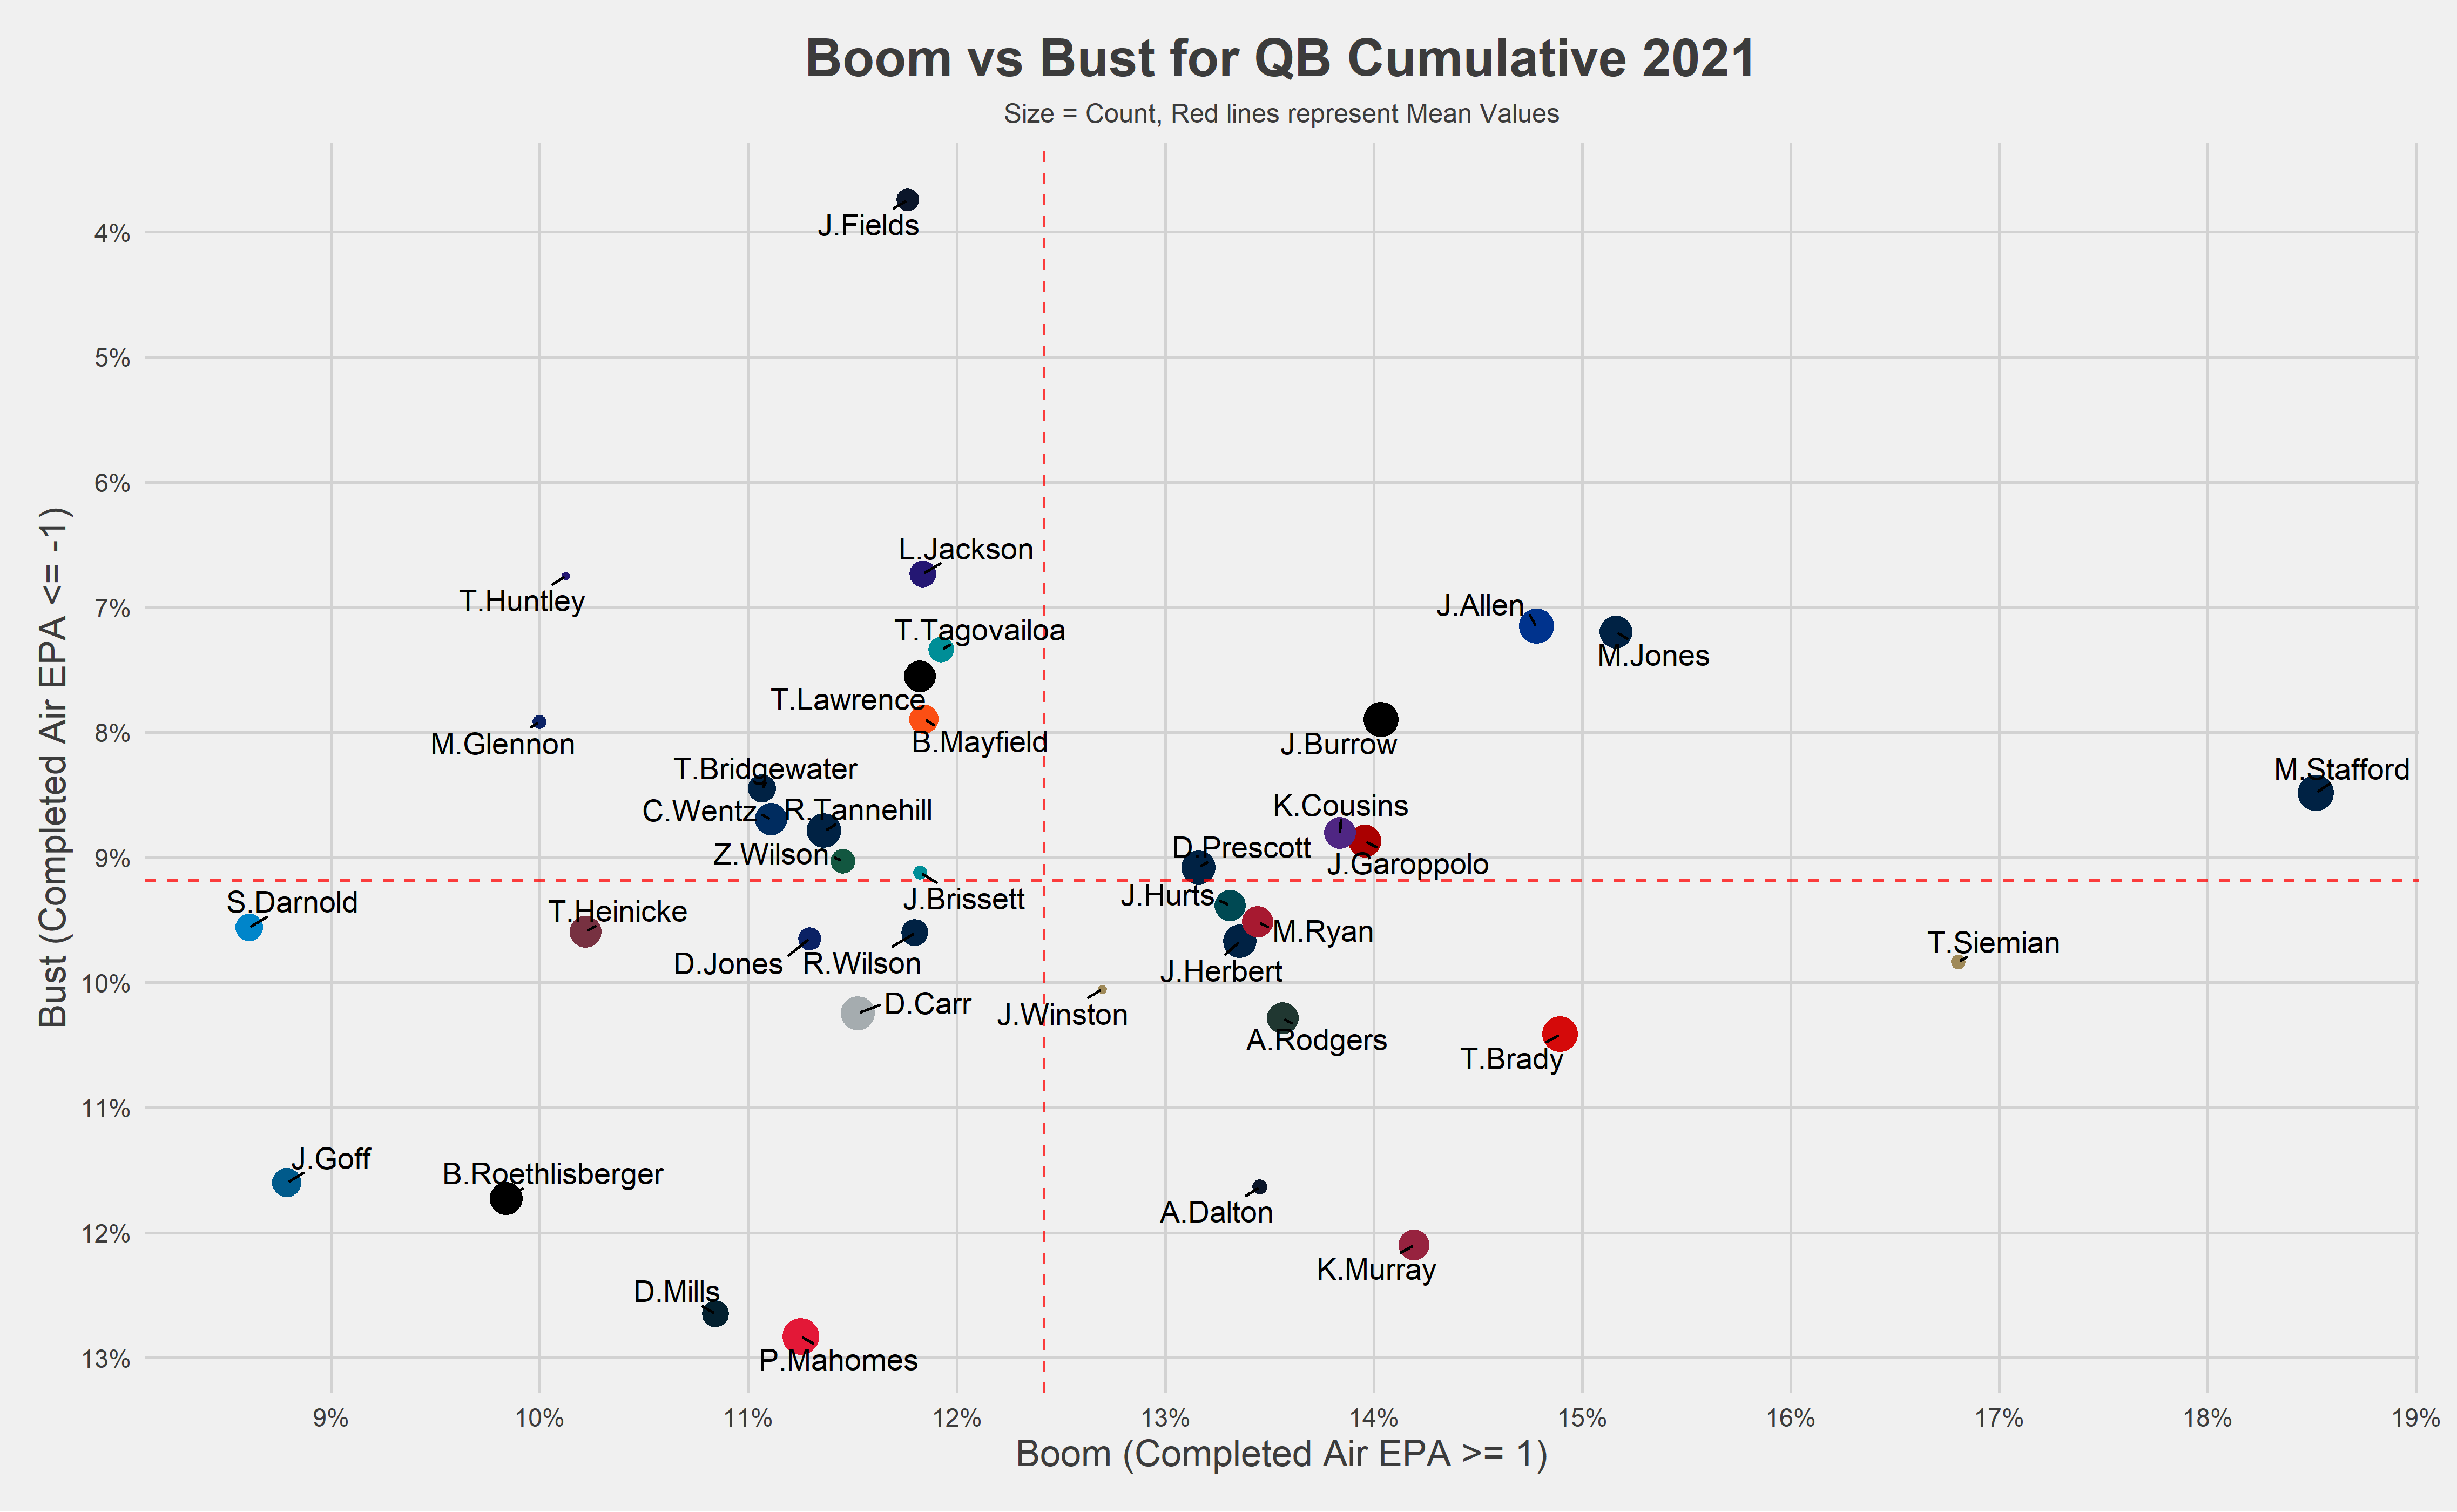 Boom vs Bust for QB Cumulative 2021
Size = Count, Red lines represent Mean Values
Bust (Completed Air EPA <= -1)
4%
5%
6%
7%
8%
9%
10%
11%
12%
13%
J.Fields
L.Jackson
T.Huntley
J.Allen
T.Tagovailoa
M.Jones
T.Lawrence
B.Mayfield
M.Glennon
J.Burrow
T.Bridgewater
M.Stafford
C.Wentz
R.Tannehill
K.Cousins
Z.Wilson
D.Prescott
J.Garoppolo
J.Brissett
J.Hurts
S.Darnold
T.Heinicke
M.Ryan
T.Siemian
D.Jones
R.Wilson
J.Herbert
D.Carr
J.Winston
A.Rodgers
T.Brady
J.Goff
B.Roethlisberger
A.Dalton
K.Murray
D.Mills
P.Mahomes
9%
10%
11%
12%
13%
14%
15%
16%
17%
18%
19%
Boom (Completed Air EPA >= 1)